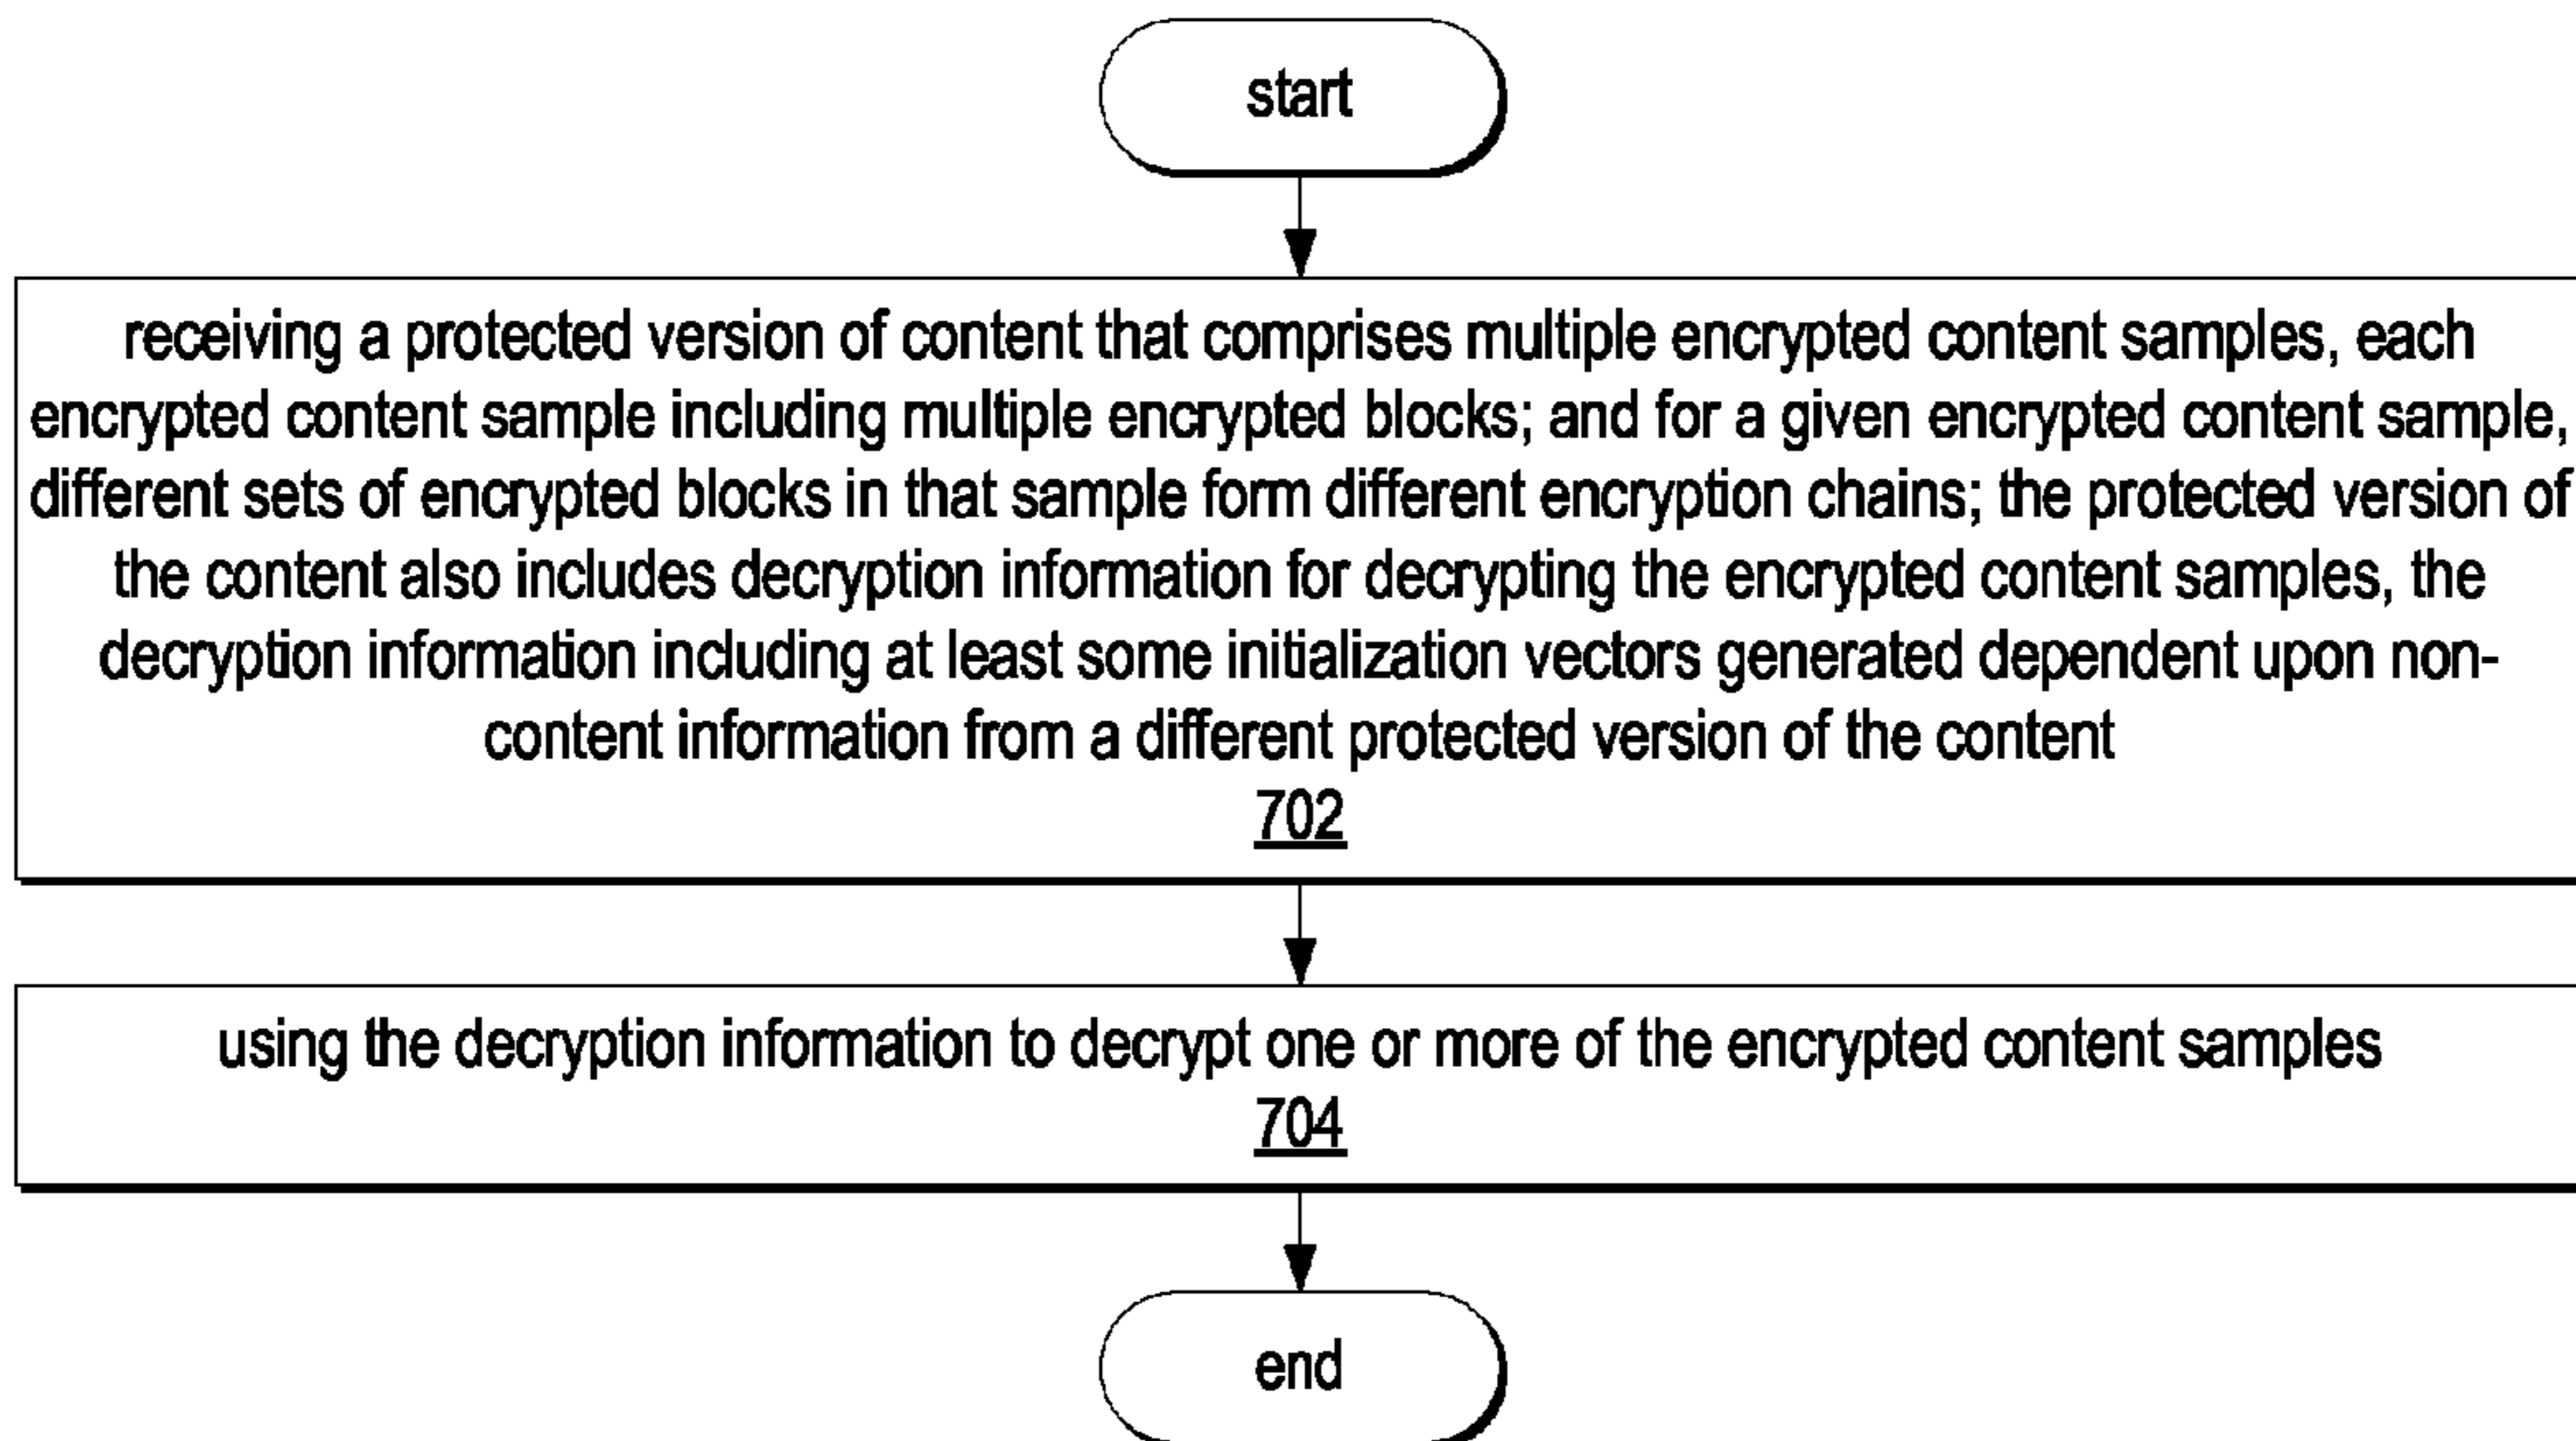 start
receiving a protected version of content that comprises multiple encrypted content samples, each
encrypted content sample including multiple encrypted blocks; and for a given encrypted content sample,
different sets of encrypted blocks in that sample form different encryption chains; the protected version of
the content also includes decryption information for decrypting the encrypted content samples, the
decryption information including at least some initialization vectors generated dependent upon non-
content information from a different protected version of the content
702
using the decryption information to decrypt one or more of the encrypted content samples
704
end